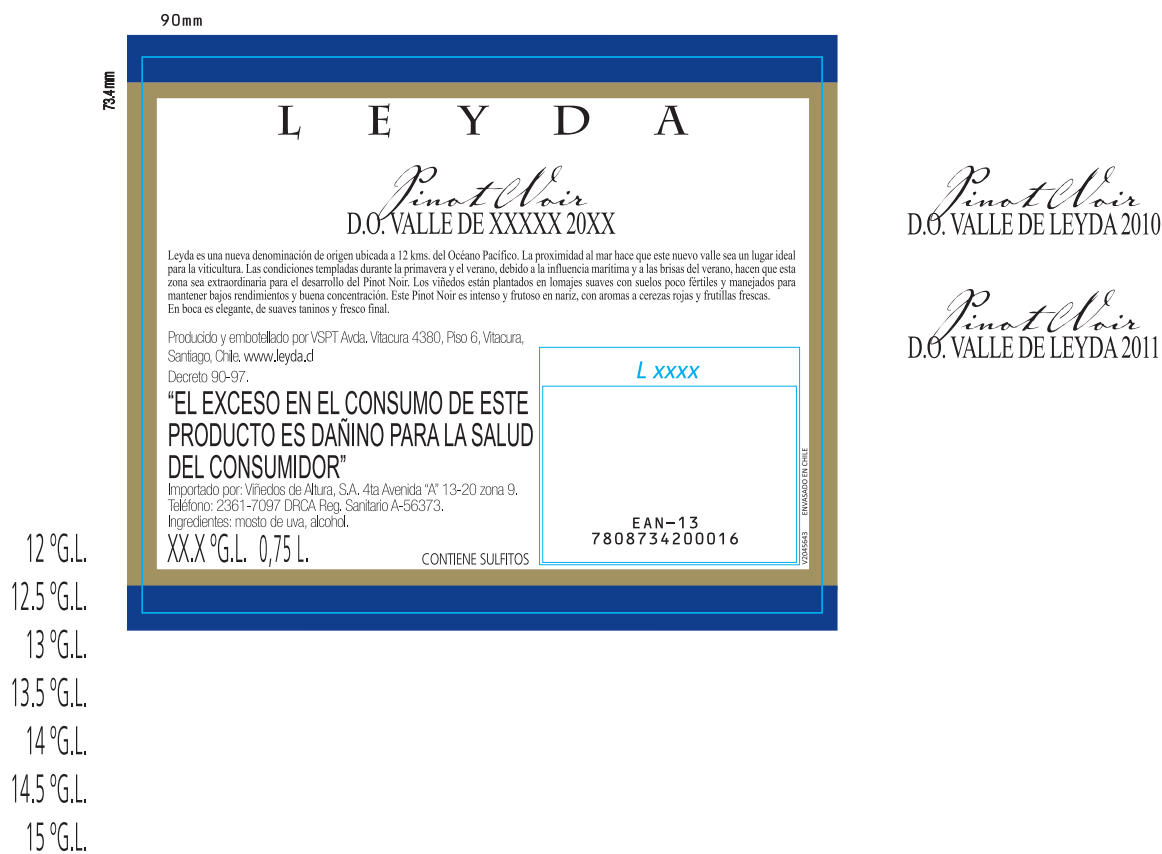 90mm
73.4mm
L E Y D A
Pinot Noir
D.O. VALLE DE XXXXX 20XX
Leyda es una nueva denominación de origen ubicada a 12 kms. del Océano Pacífico. La proximidad al mar hace que este nuevo valle sea un lugar ideal
para la viticultura. Las condiciones templadas durante la primavera y el verano, debido a la influencia marítima y a las brisas del verano, hacen que esta
zona sea extraordinaria para el desarrollo del Pinot Noir. Los viñedos están plantados en lomajes suaves con suelos poco fértiles y manejados para
mantener bajos rendimientos y buena concentración. Este Pinot Noir es intenso y frutoso en nariz, con aromas a cerezas rojas y frutillas frescas.
En boca es elegante, de suaves taninos y fresco final.
Producido y embotellado por VSPT Avda. Vitacura 4380, Piso 6, Vitacura,
Santiago, Chile. www.leyda.cl
Decreto 90-97.
“EL EXCESO EN EL CONSUMO DE ESTE
PRODUCTO ES DAÑINO PARA LA SALUD
DEL CONSUMIDOR”
Importado por: Viñedos de Altura, S.A. 4ta Avenida “A” 13-20 zona 9.
Teléfono: 2361-7097 DRCA Reg. Sanitario A-56373.
Ingredientes: mosto de uva, alcohol.
XX.X °G.L. 0,75 L.
CONTIENE SULFITOS
L xxxx
EAN-13
7808734200016
V2045643 ENVASADO EN CHILE
Pinot Noir
D.O. VALLE DE LEYDA 2010
Pinot Noir
D.O. VALLE DE LEYDA 2011
12 °G.L.
12.5 °G.L.
13 °G.L.
13.5 °G.L.
14 °G.L.
14.5 °G.L.
15 °G.L.